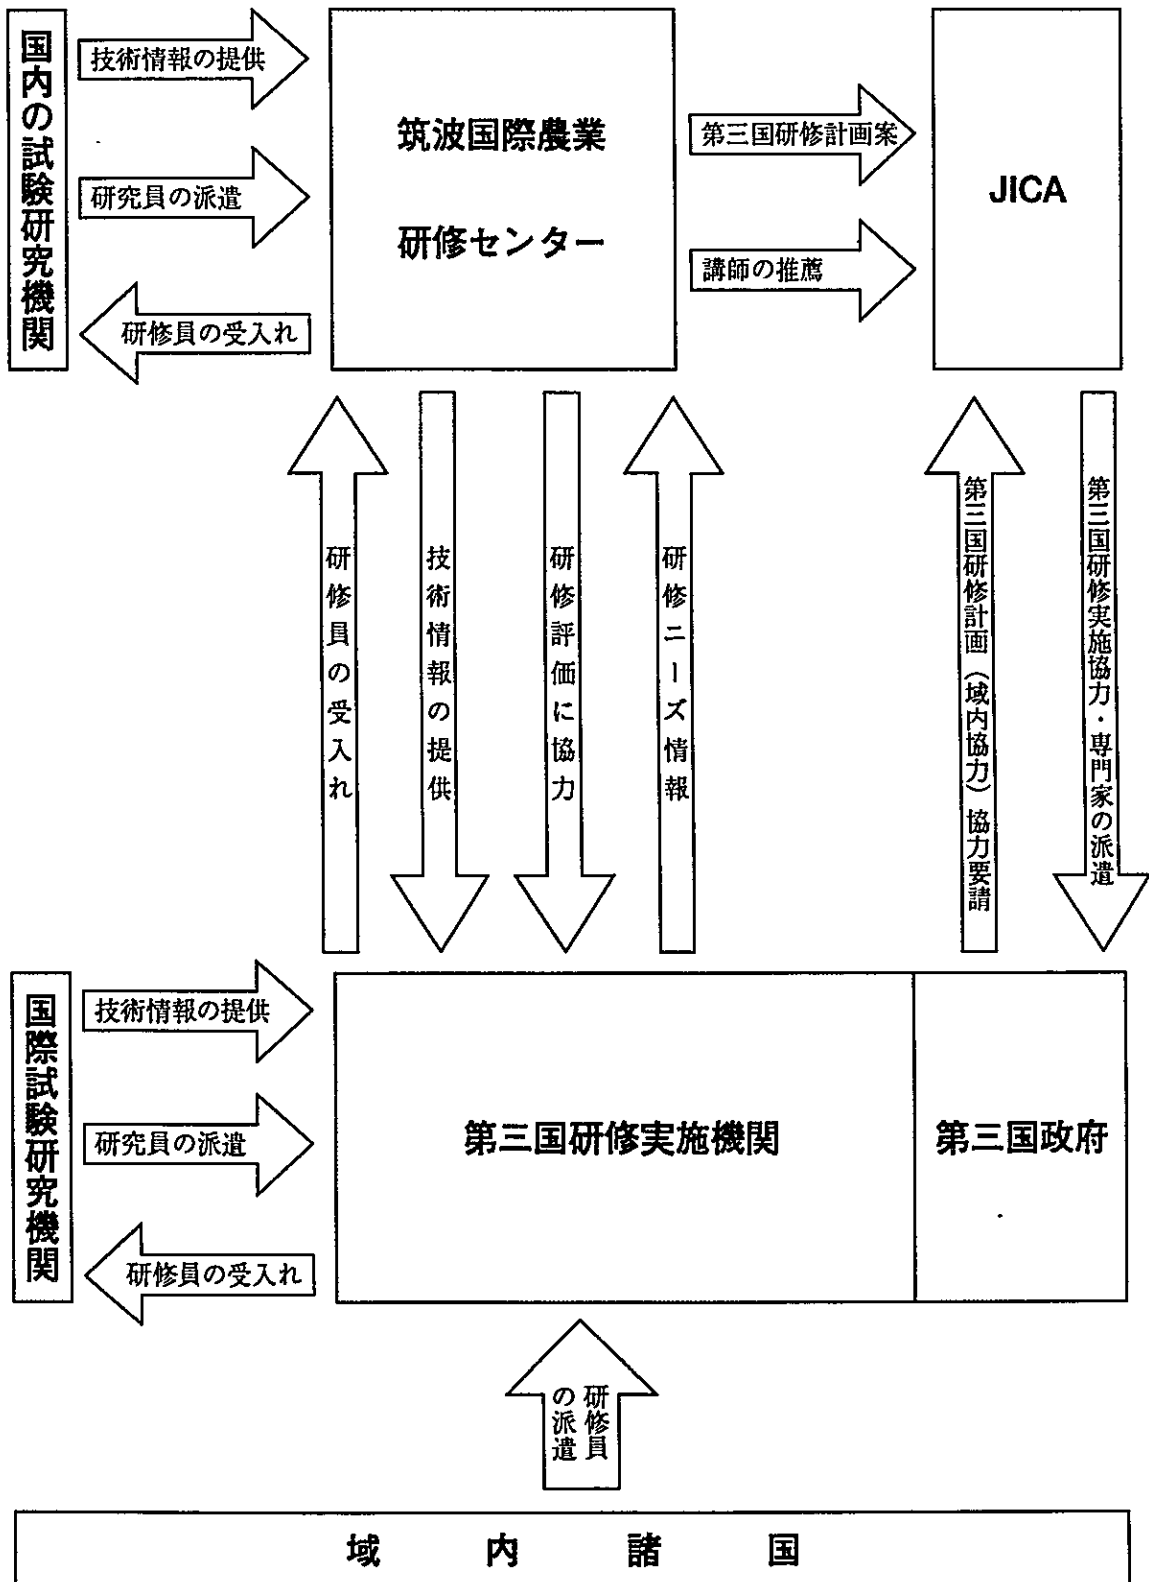 国内の試験研究機関
技術情報の提供
研究員の派遣
研修員の受入れ
筑波国際農業
研修センター
第三国研修計画案
講師の推薦
JICA
研修員の受入れ
技術情報の提供
研修評価に協力
研修ニーズ情報
第三国研修計画（域内協力）協力要請
第三国研修実施協力・専門家の派遣
国際試験研究機関
技術情報の提供
研究員の派遣
研修員の受入れ
第三国研修実施機関
第三国政府
研修員
の派遣
域内諸国